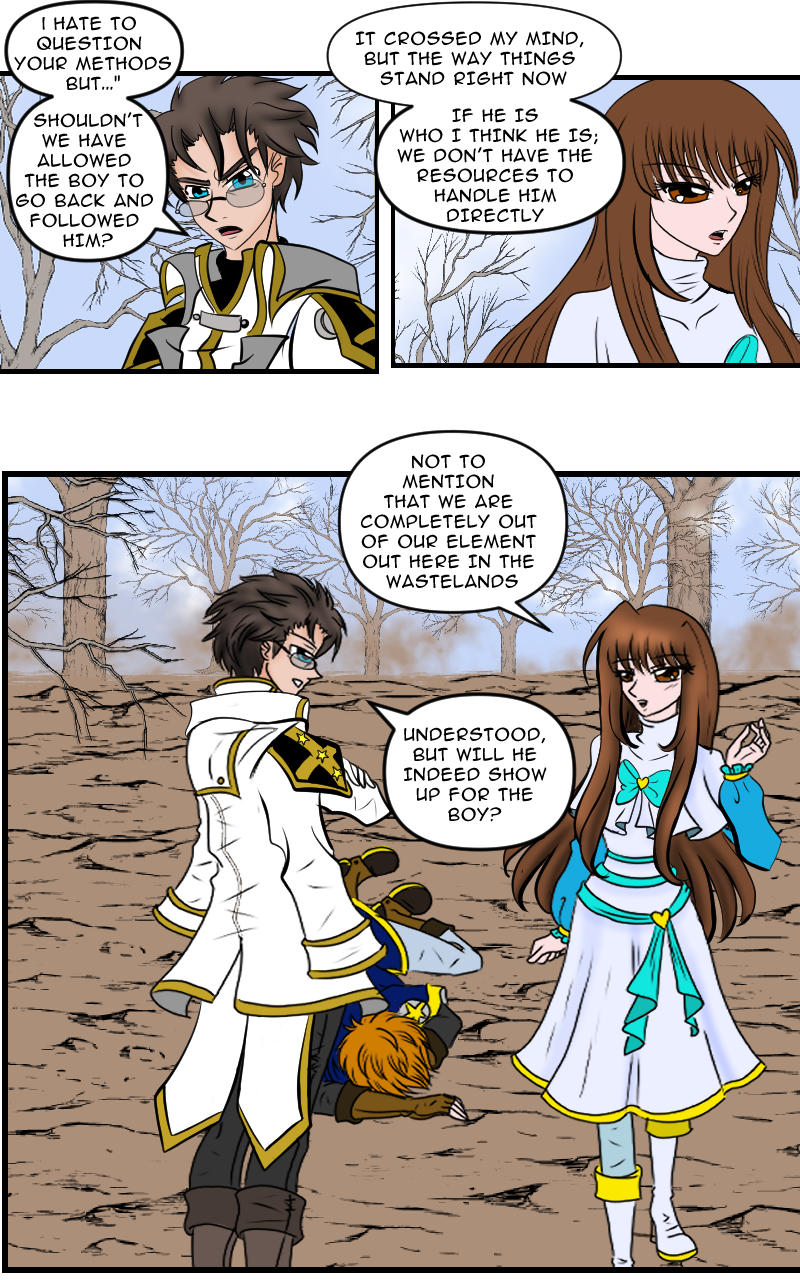 I HATE TO
QUESTION
YOUR METHODS
BUT..."
SHOULDN'T
WE HAVE
ALLOWED
THE BOY TO
GO BACK AND
FOLLOWED
HIM?
IT CROSSED MY MIND,
BUT THE WAY THINGS
STAND RIGHT NOW
IF HE IS
WHO I THINK HE IS;
WE DON'T HAVE THE
RESOURCES TO
HANDLE HIM
DIRECTLY
NOT TO
MENTION
THAT WE ARE
COMPLETELY OUT
OF OUR ELEMENT
OUT HERE IN THE
WASTELANDS
UNDERSTOOD,
BUT WILL HE
INDEED SHOW
UP FOR THE
BOY?